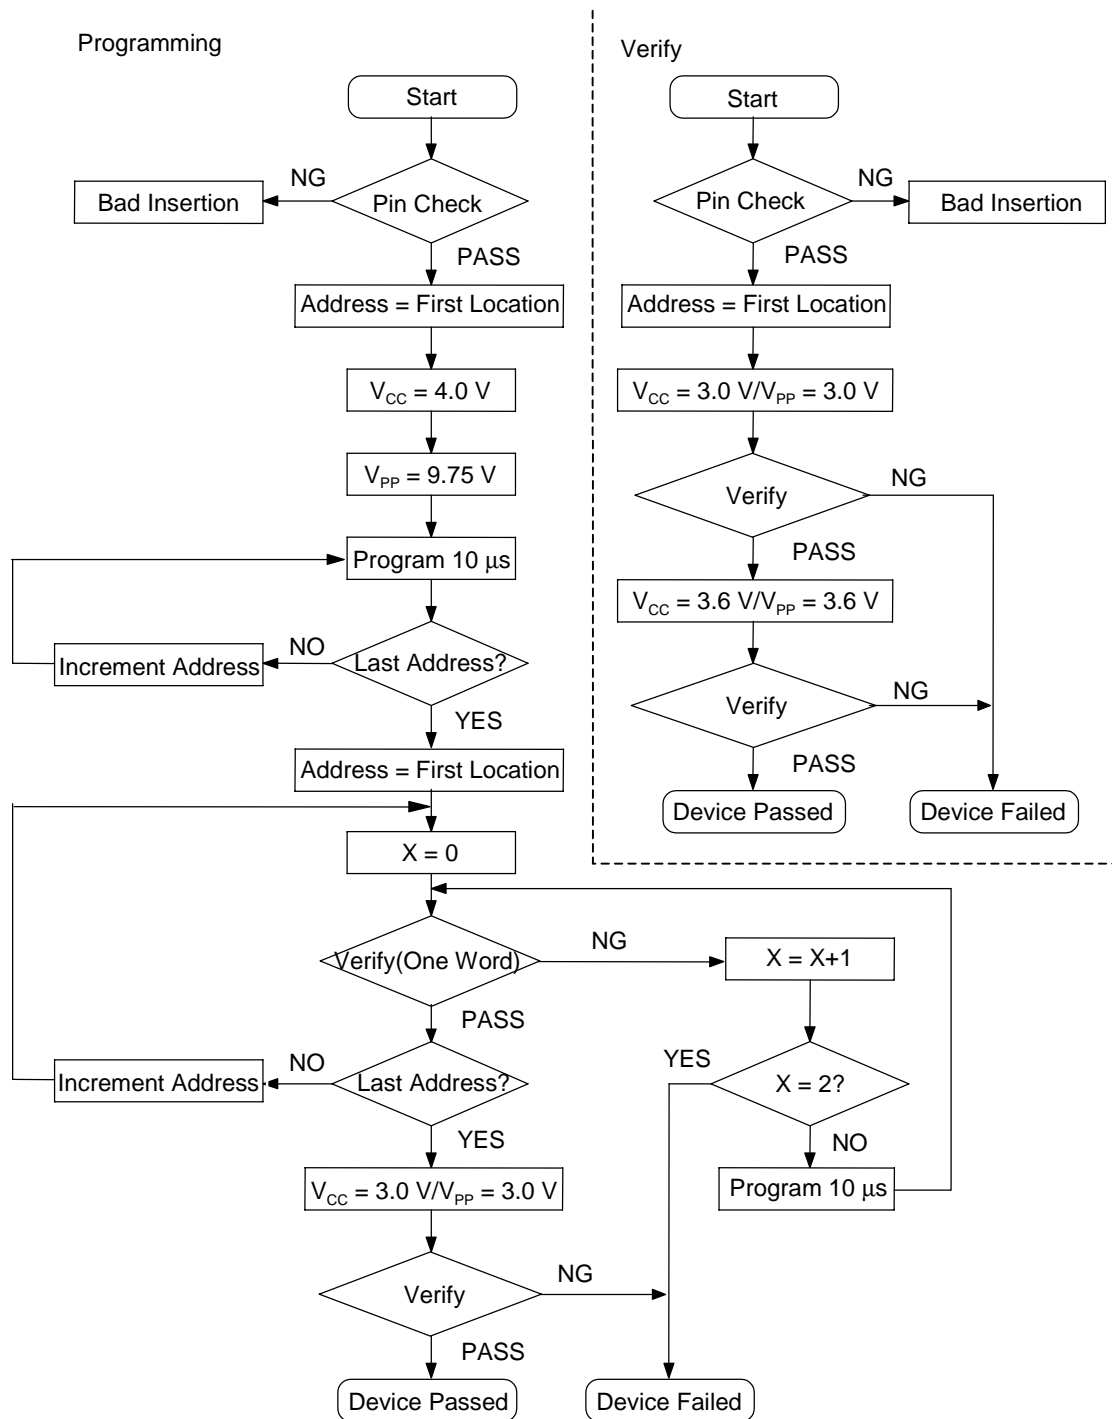 Programming
Start
Pin Check
NG
Bad Insertion
PASS
Address = First Location
VCC = 4.0 V
VPP = 9.75 V
Program 10 μs
Last Address?
NO
Increment Address
YES
Address = First Location
X = 0
Verify(One Word)
NG
X = X+1
X = 2?
YES
NO
Program 10 μs
PASS
Last Address?
NO
Increment Address
YES
VCC = 3.0 V/VPP = 3.0 V
Verify
NG
PASS
Device Passed
Device Failed
Verify
Start
Pin Check
NG
Bad Insertion
PASS
Address = First Location
VCC = 3.0 V/VPP = 3.0 V
Verify
NG
PASS
VCC = 3.6 V/VPP = 3.6 V
Verify
NG
PASS
Device Passed
Device Failed